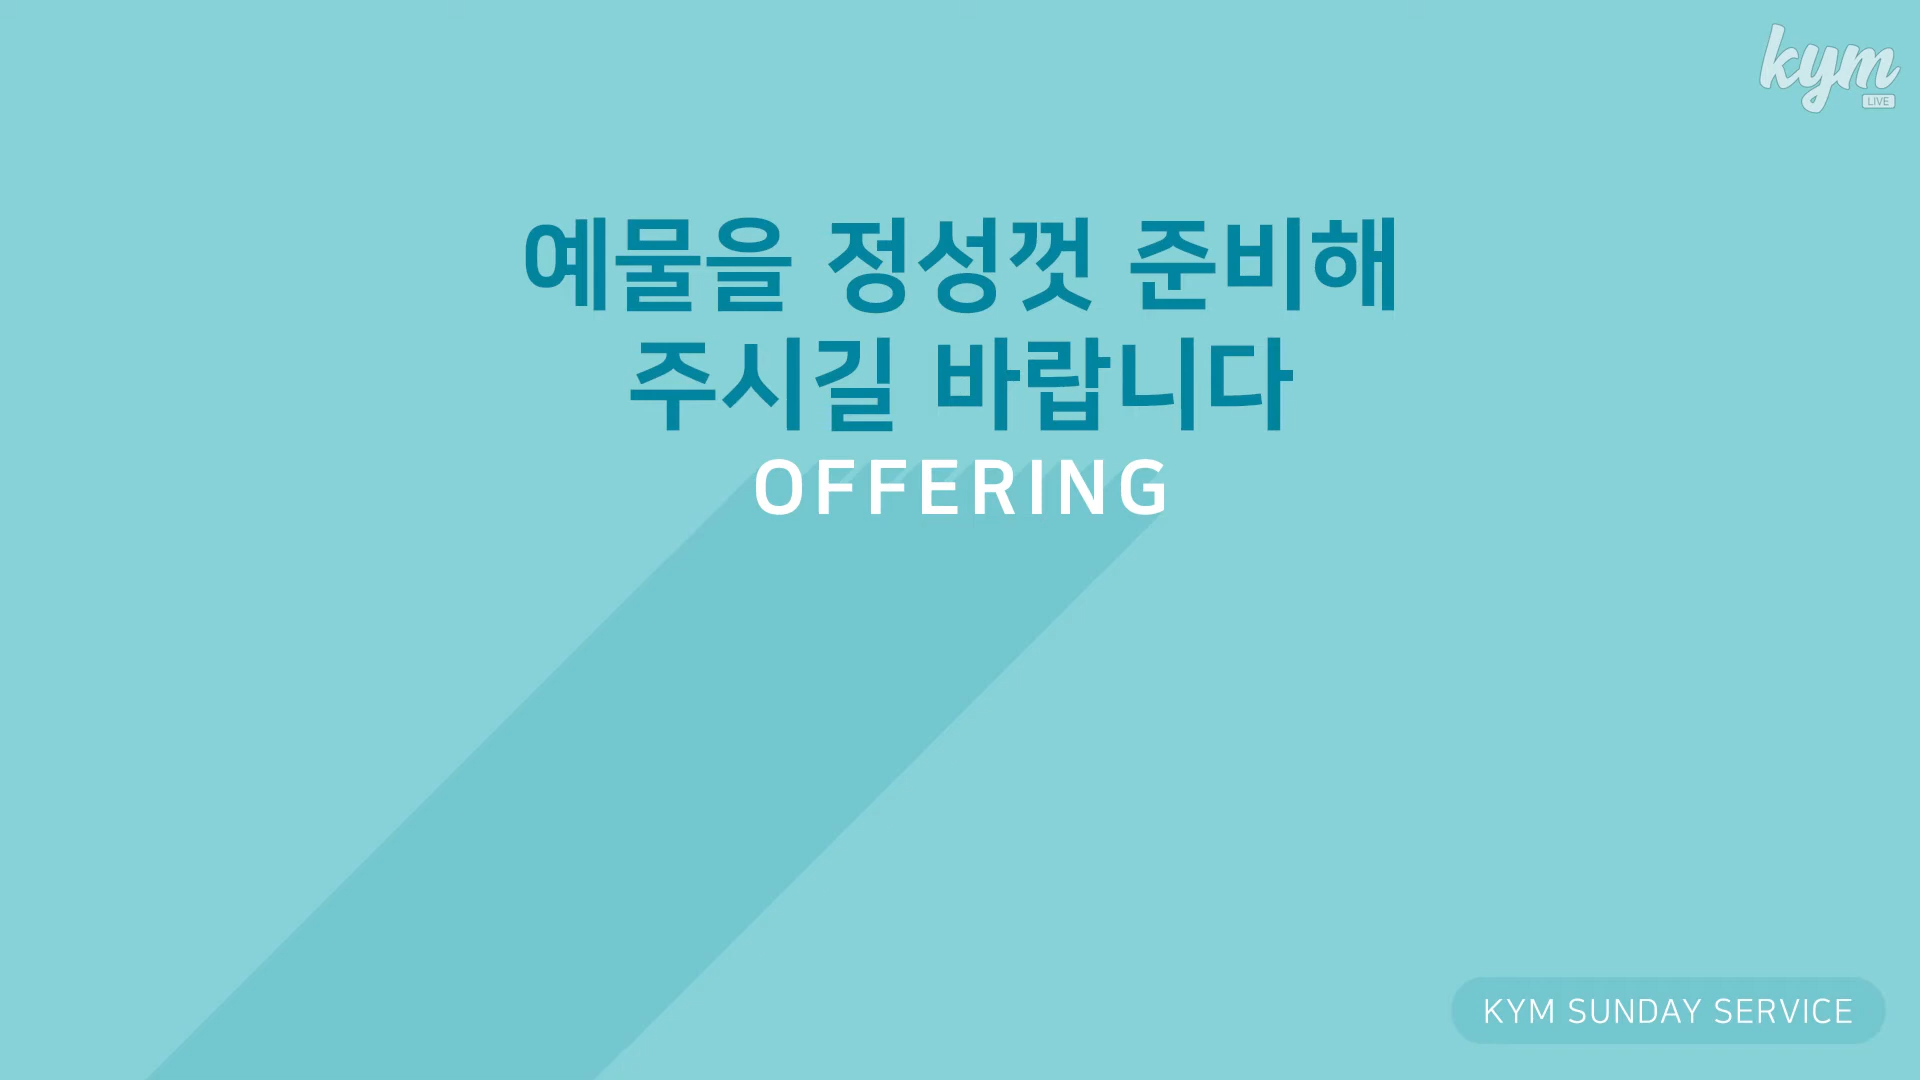 kym
LIVE
예물을 정성껏 준비해
주시길 바랍니다
OFFERING
KYM SUNDAY SERVICE